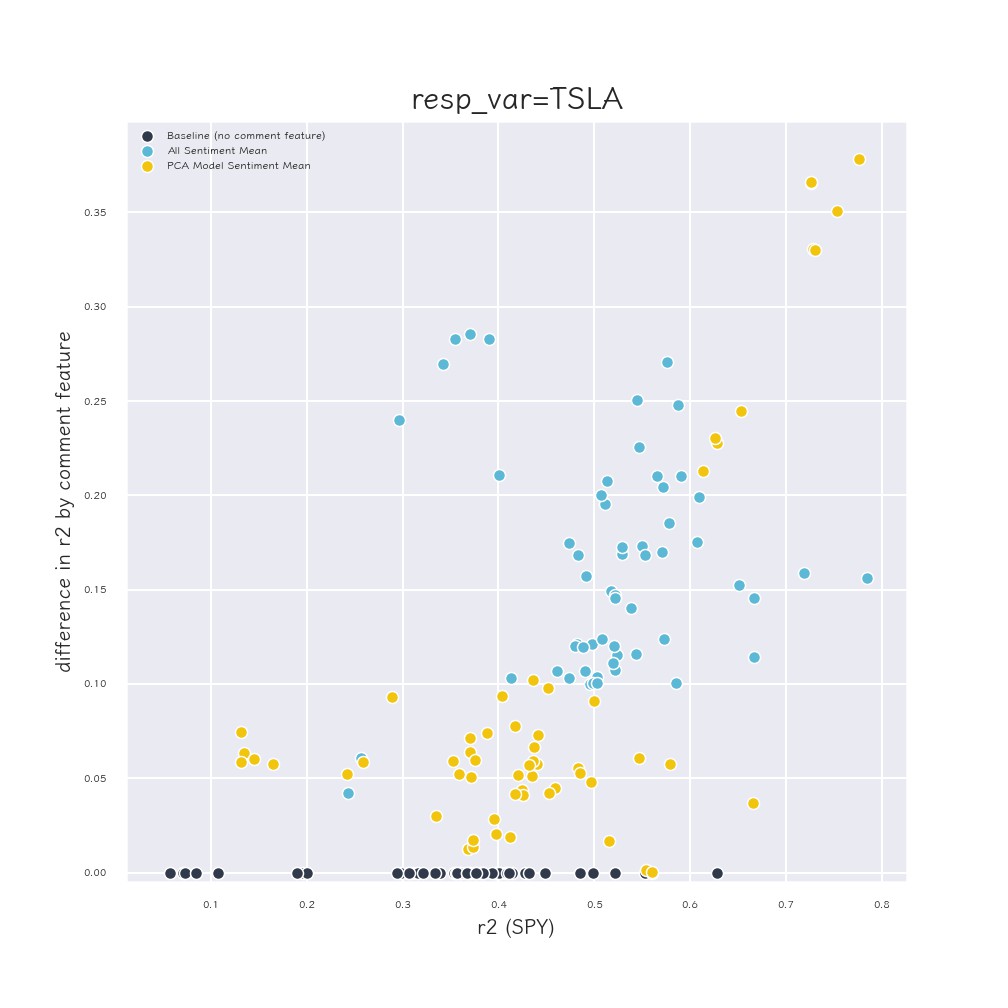 resp_var=TSLA
Baseline (no comment feature)
All Sentiment Mean
PCA Model Sentiment Mean
difference in r2 by comment feature
0.35
0.30
0.25
0.20
0.15
0.10
0.05
0.00
0.1 0.2 0.3 0.4 0.5 0.6 0.7 0.8
r2 (SPY)